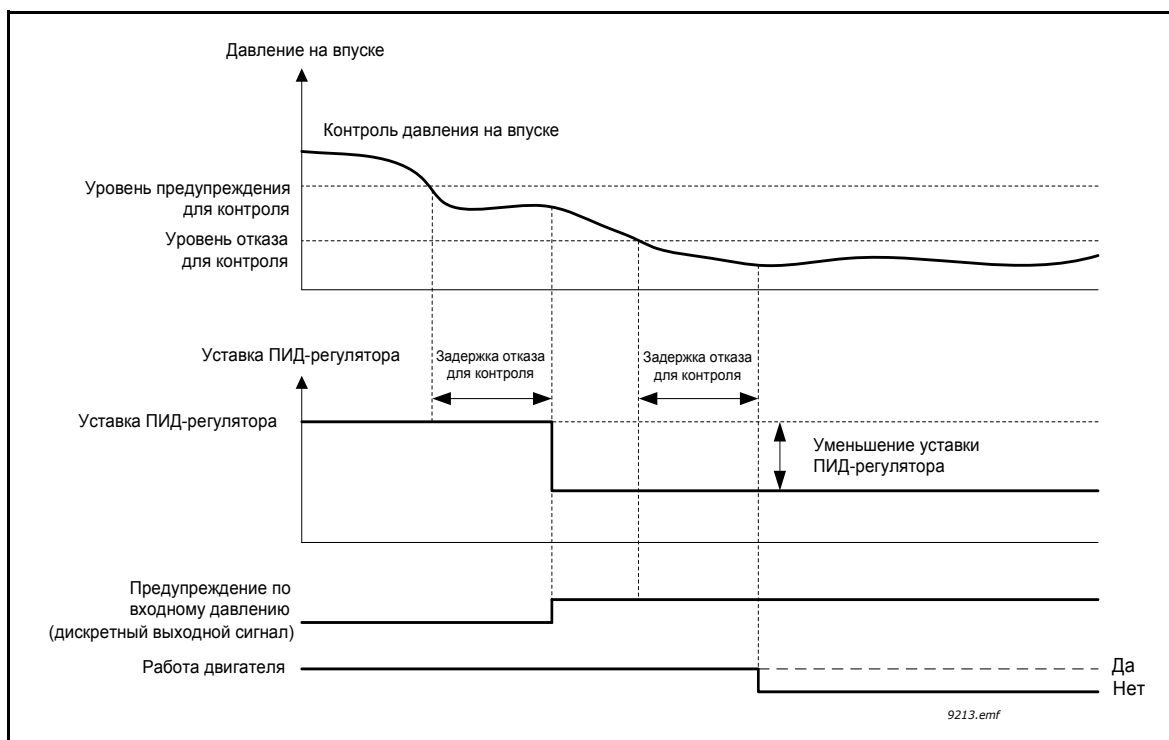 Давление на впуске
Контроль давления на впуске
Уровень предупреждения
для контроля
Уровень отказа
для контроля
Уставка ПИД-регулятора
Задержка отказа
для контроля
Задержка отказа
для контроля
Уставка ПИД-регулятора
Уменьшение уставки
ПИД-регулятора
Предупреждение по
входному давлению
(дискретный выходной сигнал)
Работа двигателя
Да
Нет
9213.emf